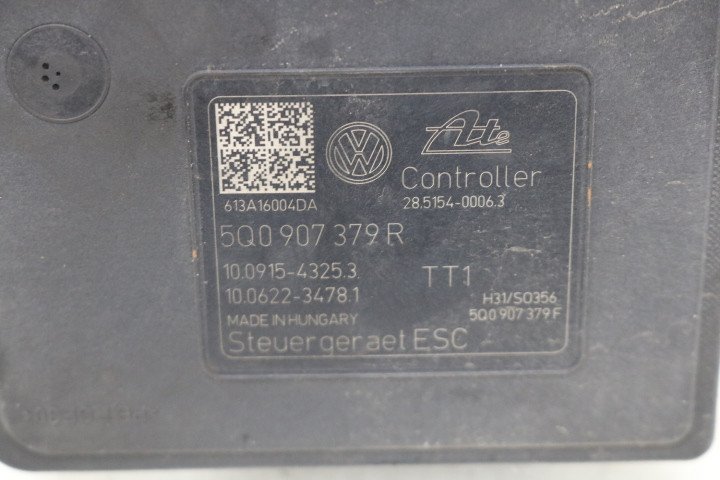 Ate
Controller
28.5154-0006.3
613A16004DA
5Q0 907 379 R
10.0915-4325.3
10.0622-3478.1
TT1
H31/S0356
5Q0 907 379 F
MADE IN HUNGARY
Steuergeraet ESC